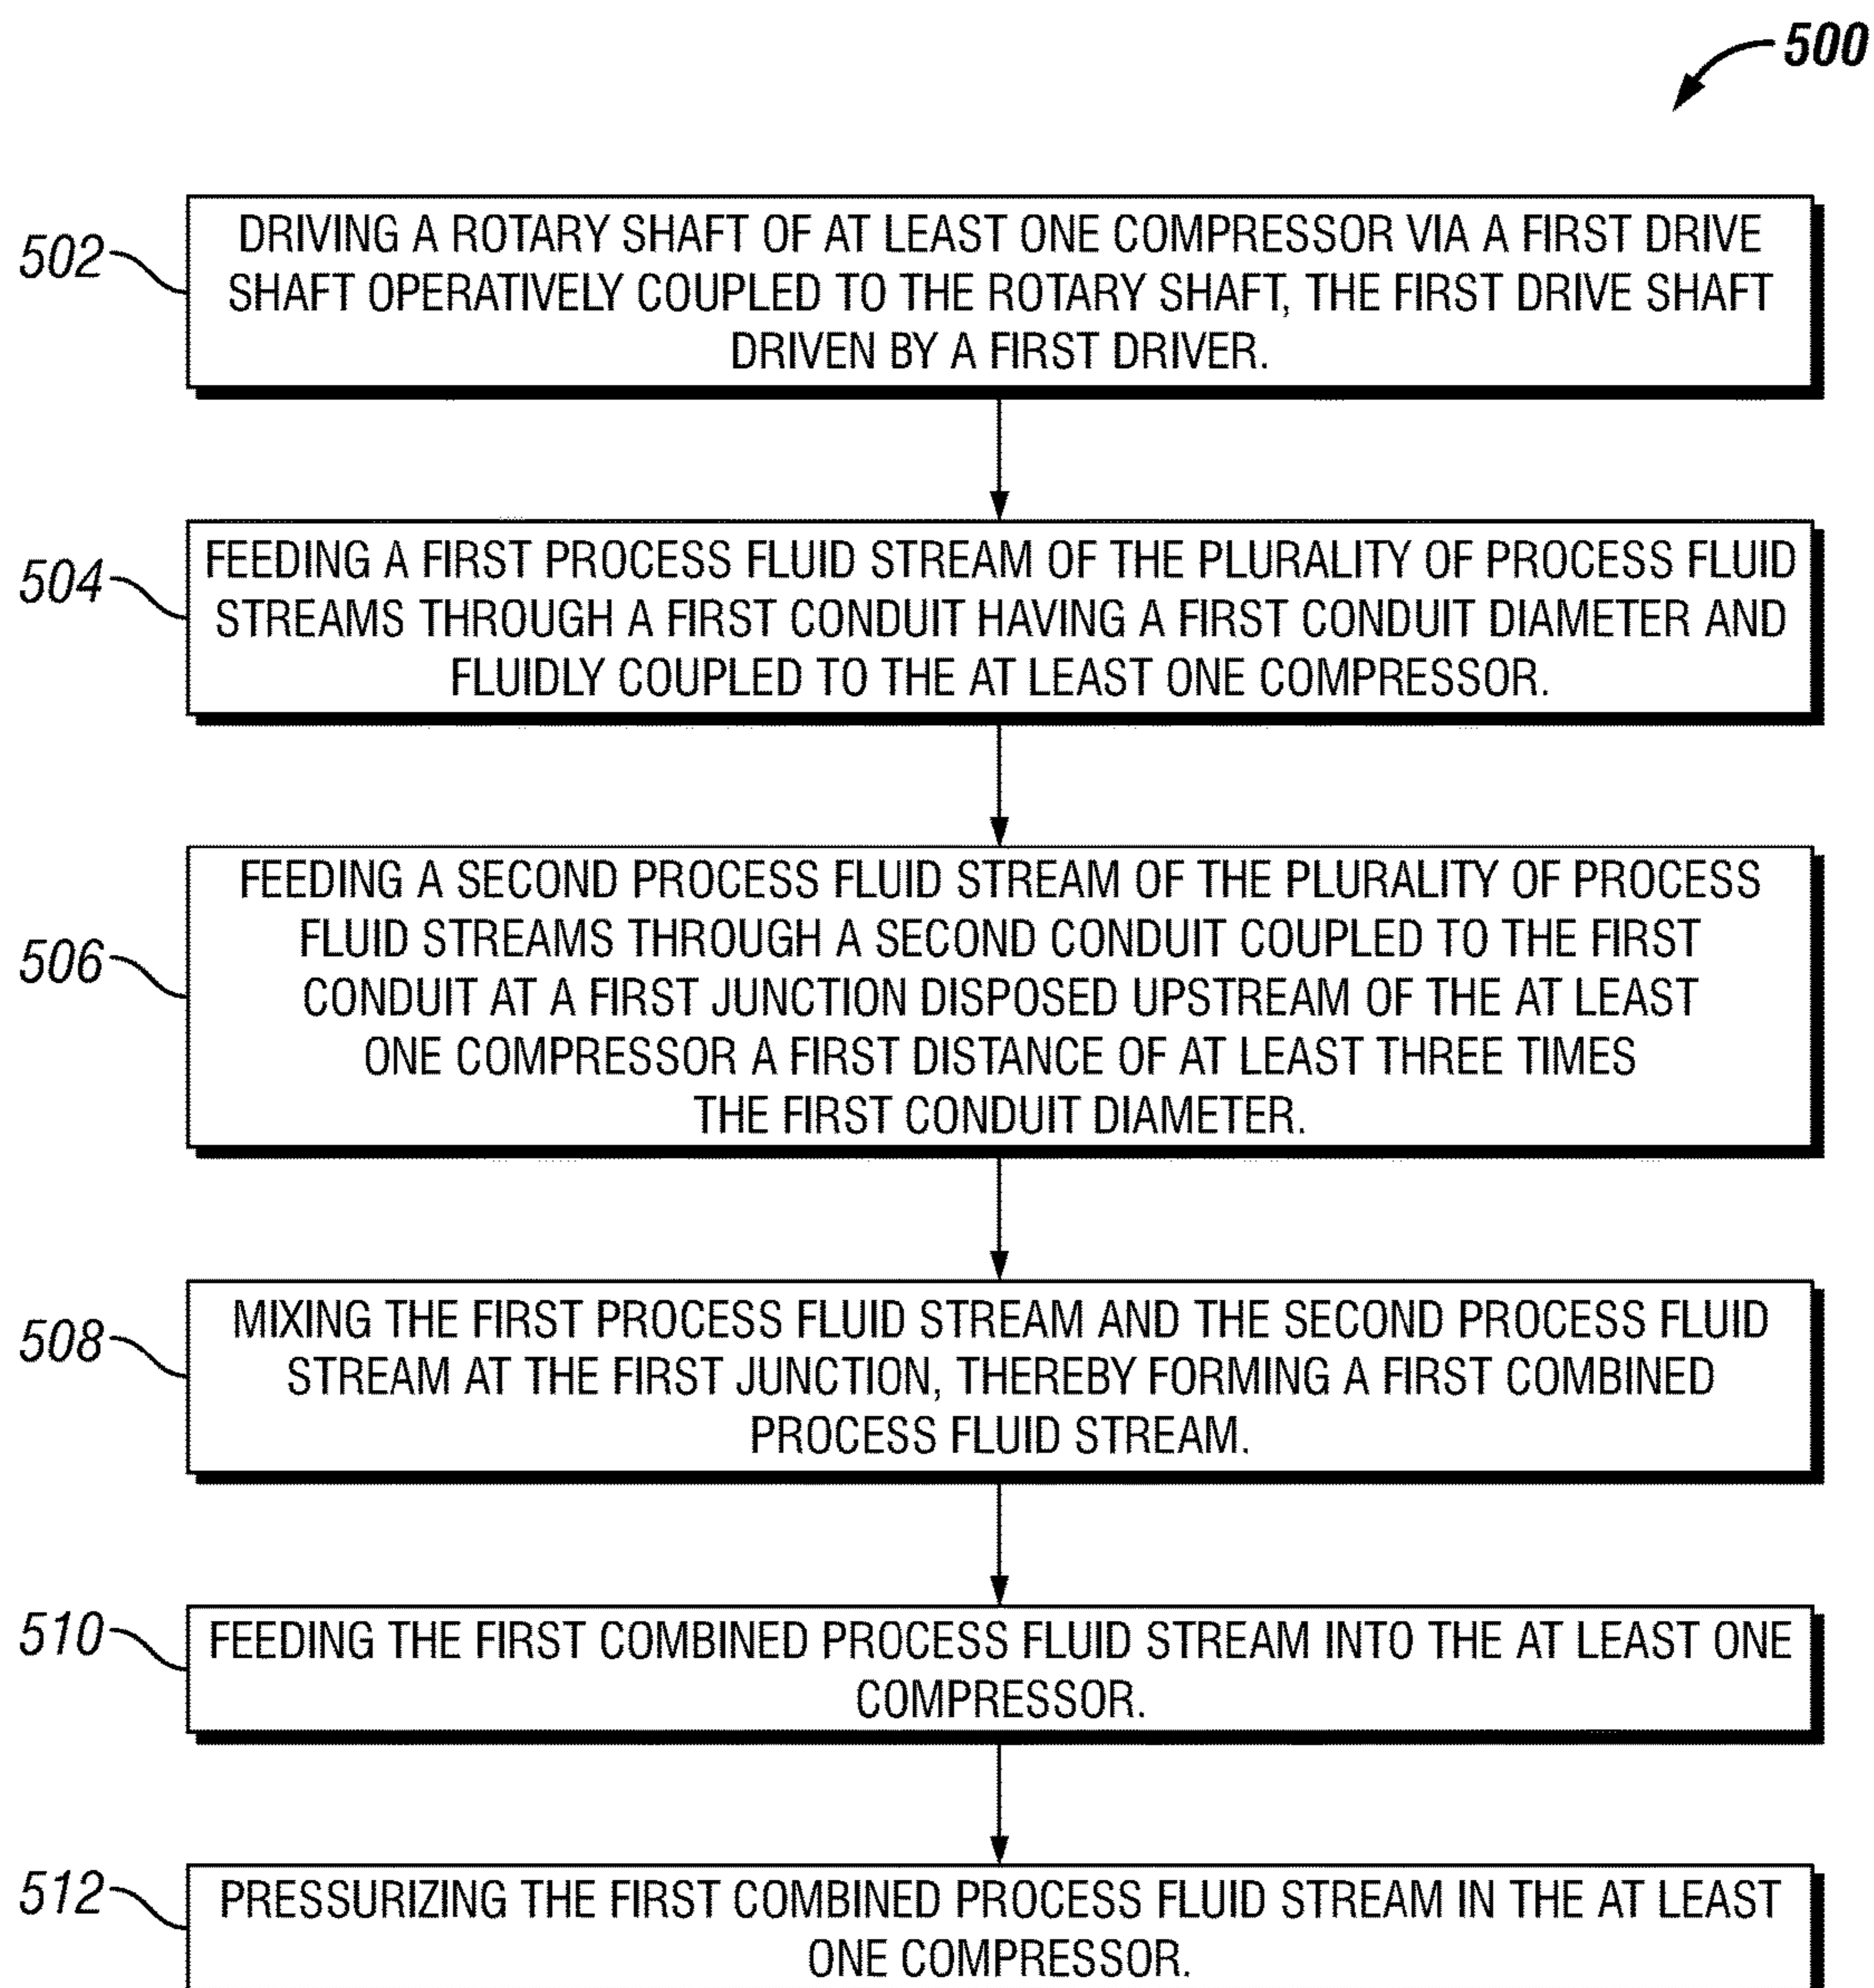 500
502
DRIVING A ROTARY SHAFT OF AT LEAST ONE COMPRESSOR VIA A FIRST DRIVE
SHAFT OPERATIVELY COUPLED TO THE ROTARY SHAFT, THE FIRST DRIVE SHAFT
DRIVEN BY A FIRST DRIVER.
504
FEEDING A FIRST PROCESS FLUID STREAM OF THE PLURALITY OF PROCESS FLUID
STREAMS THROUGH A FIRST CONDUIT HAVING A FIRST CONDUIT DIAMETER AND
FLUIDLY COUPLED TO THE AT LEAST ONE COMPRESSOR.
506
FEEDING A SECOND PROCESS FLUID STREAM OF THE PLURALITY OF PROCESS
FLUID STREAMS THROUGH A SECOND CONDUIT COUPLED TO THE FIRST
CONDUIT AT A FIRST JUNCTION DISPOSED UPSTREAM OF THE AT LEAST
ONE COMPRESSOR A FIRST DISTANCE OF AT LEAST THREE TIMES
THE FIRST CONDUIT DIAMETER.
508
MIXING THE FIRST PROCESS FLUID STREAM AND THE SECOND PROCESS FLUID
STREAM AT THE FIRST JUNCTION, THEREBY FORMING A FIRST COMBINED
PROCESS FLUID STREAM.
510
FEEDING THE FIRST COMBINED PROCESS FLUID STREAM INTO THE AT LEAST ONE
COMPRESSOR.
512
PRESSURIZING THE FIRST COMBINED PROCESS FLUID STREAM IN THE AT LEAST
ONE COMPRESSOR.